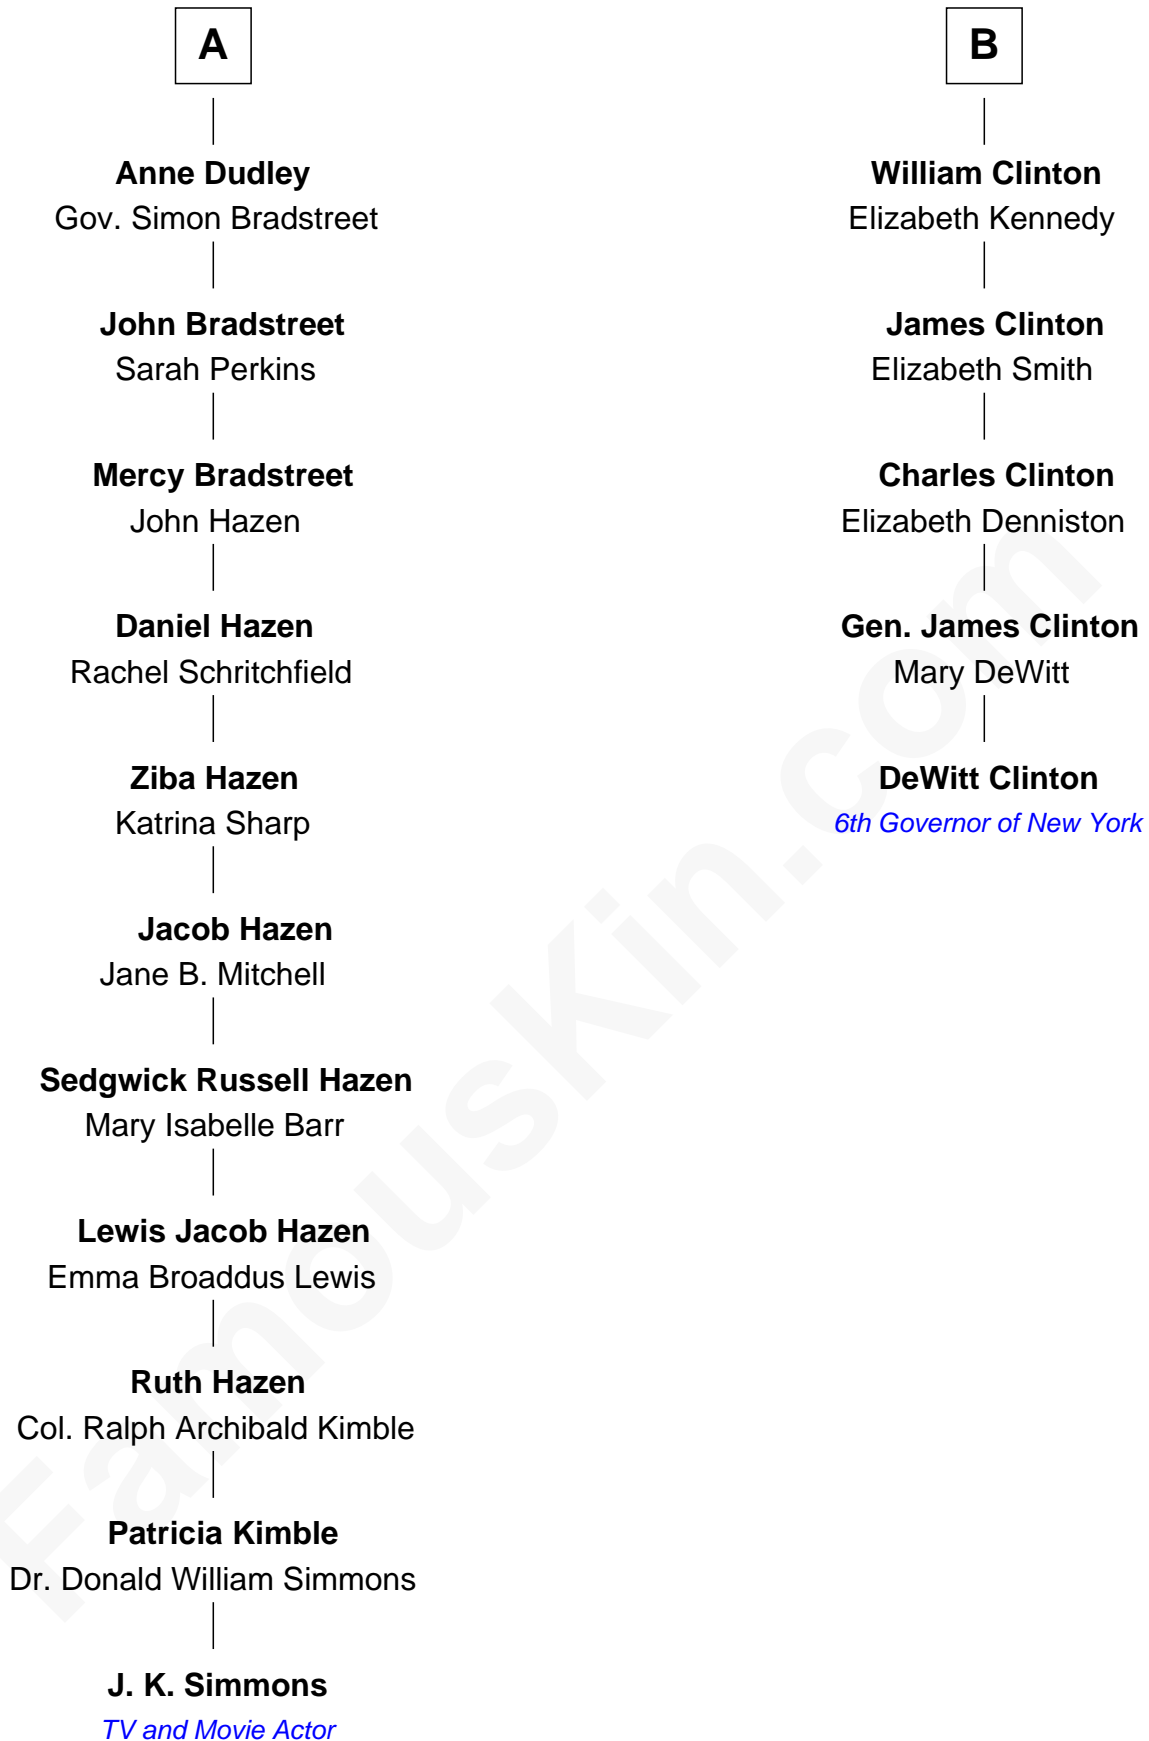 A
Anne Dudley
Gov. Simon Bradstreet
John Bradstreet
Sarah Perkins
Mercy Bradstreet
John Hazen
Daniel Hazen
Rachel Schritchfield
Ziba Hazen
Katrina Sharp
Jacob Hazen
Jane B. Mitchell
Sedgwick Russell Hazen
Mary Isabelle Barr
Lewis Jacob Hazen
Emma Broaddus Lewis
Ruth Hazen
Col. Ralph Archibald Kimble
Patricia Kimble
Dr. Donald William Simmons
J. K. Simmons
TV and Movie Actor
B
William Clinton
Elizabeth Kennedy
James Clinton
Elizabeth Smith
Charles Clinton
Elizabeth Denniston
Gen. James Clinton
Mary DeWitt
DeWitt Clinton
6th Governor of New York
FamousKin.com